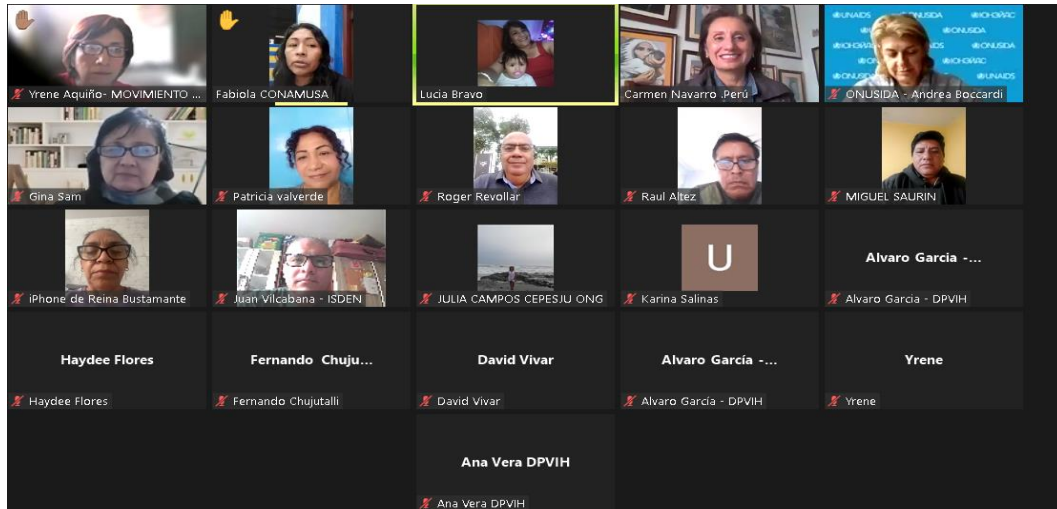 Yrene Aquiño- MOVIMIENTO ...
Fabiola CONAMUSA
Lucia Bravo
Carmen Navarro .Perú
ONUSIDA - Andrea Boccardi
Gina Sam
Patricia valverde
Roger Revollar
Raul Altez
MIGUEL SAURIN
iPhone de Reina Bustamante
Juan Vilcabana - ISDEN
JULIA CAMPOS CEPESJU ONG
U
Karina Salinas
Alvaro Garcia -...
Alvaro Garcia - DPVIH
Haydee Flores
Haydee Flores
Fernando Chuju...
Fernando Chujutalli
David Vivar
David Vivar
Alvaro García -...
Alvaro García - DPVIH
Yrene
Yrene
Ana Vera DPVIH
Ana Vera DPVIH